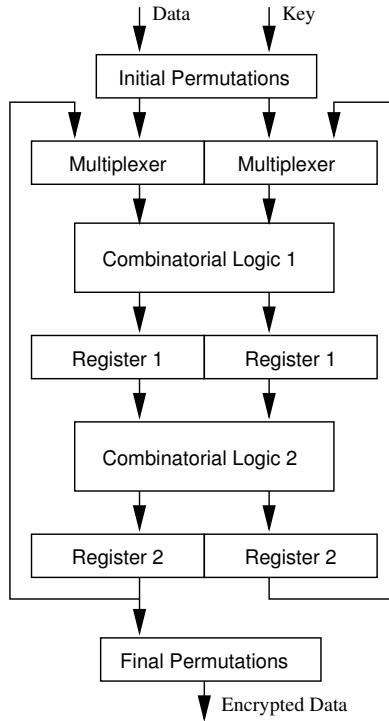 Data Key
Initial Permutations
Multiplexer Multiplexer
Combinatorial Logic 1
Register 1 Register 1
Combinatorial Logic 2
Register 2 Register 2
Final Permutations
Encrypted Data